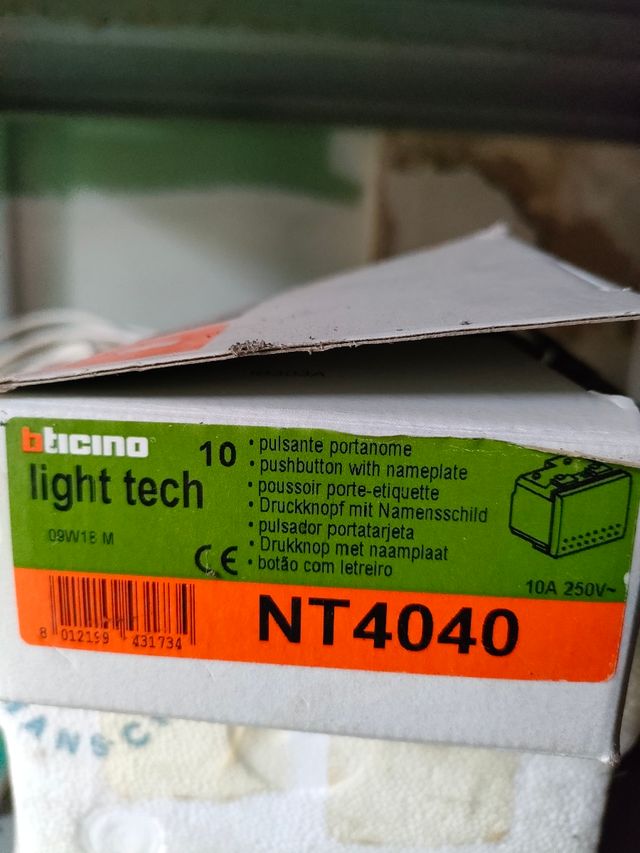 bticino
light tech
10
• pulsante portanome
• pushbutton with nameplate
• poussoir porte-etiquette
• Druckknopf mit Namensschild
• pulsador portatarjeta
• Drukknop met naamplaat
• botão com letreiro
09W18 M
CE
10A 250V~
8 012199 431734
NT4040